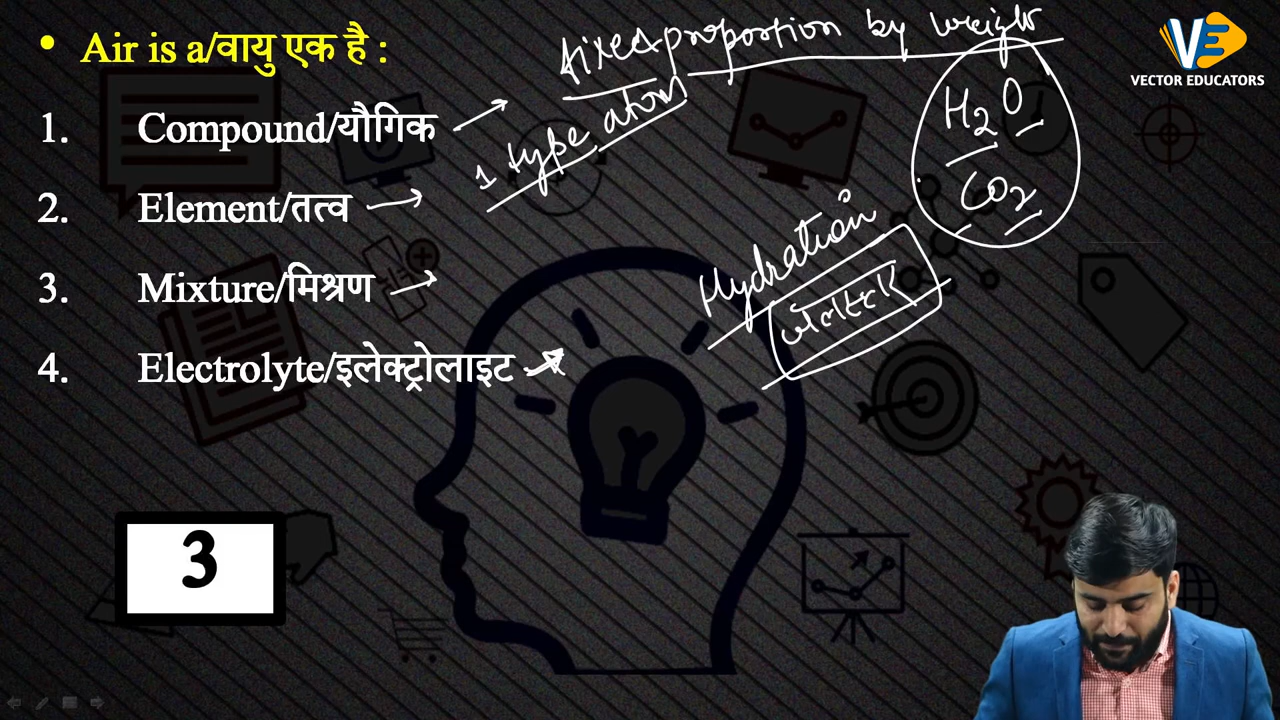 • Air is a/वायु एक है :
fixed proportion by weight
1. Compound/यौगिक
1 type atom
H2O
CO2
2. Element/तत्व
Hydration
3. Mixture/मिश्रण
4. Electrolyte/इलेक्ट्रोलाइट
3
VE
VECTOR EDUCATORS